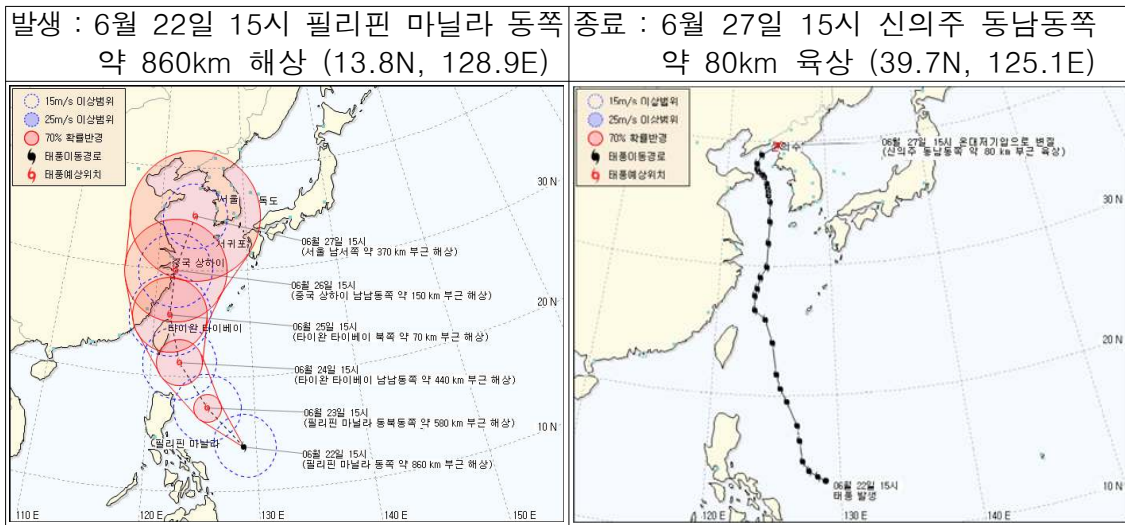 발생 : 6월 22일 15시 필리핀 마닐라 동쪽
약 860km 해상 (13.8N, 128.9E)
종료 : 6월 27일 15시 신의주 동남동쪽
약 80km 육상 (39.7N, 125.1E)
15m/s 이상범위
25m/s 이상범위
70% 확률반경
태풍이동경로
태풍예상위치
서울
독도
서귀포
06월 27일 15시
(서울 남서쪽 약 370 km 부근 해상)
중국 상하이
06월 26일 15시
(중국 상하이 남남동쪽 약 150 km 부근 해상)
타이완 타이베이
06월 25일 15시
(타이완 타이베이 북쪽 약 70 km 부근 해상)
06월 24일 15시
(타이완 타이베이 남남동쪽 약 440 km 부근 해상)
06월 23일 15시
(필리핀 마닐라 동북동쪽 약 580 km 부근 해상)
필리핀 마닐라
06월 22일 15시
(필리핀 마닐라 동쪽 약 860 km 부근 해상)
30 N
20 N
10 N
110 E
120 E
130 E
140 E
150 E
15m/s 이상범위
25m/s 이상범위
70% 확률반경
태풍이동경로
태풍예상위치
06월 27일 15시 온대저기압으로 변질
(신의주 동남동쪽 약 80 km 부근 육상)
06월 22일 15시
태풍 발생
30 N
20 N
10 N
120 E
130 E
140 E